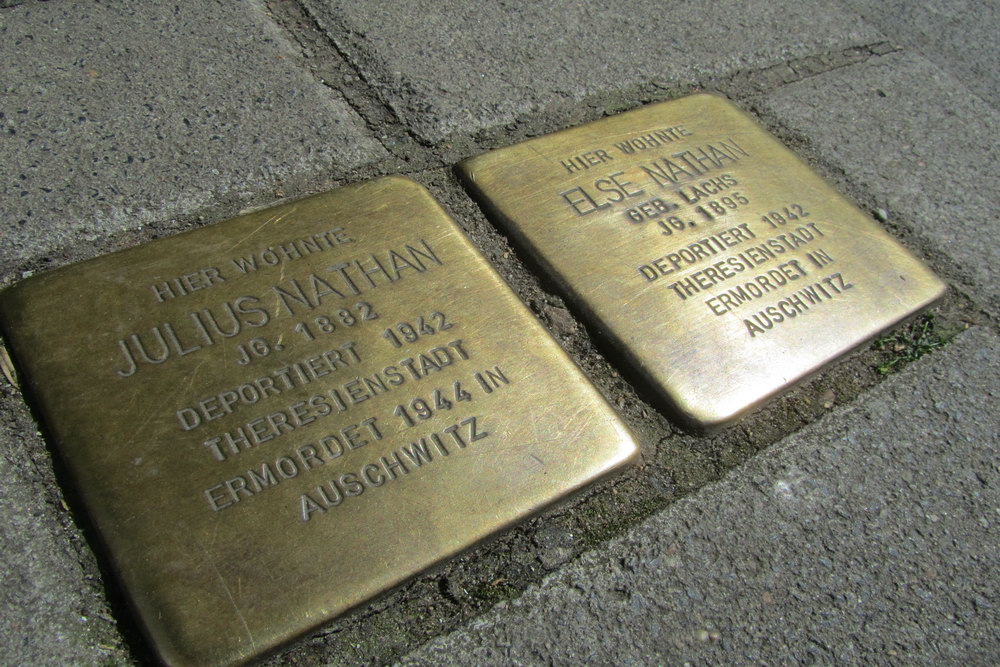 HIER WOHNTE
JULIUS NATHAN
JG. 1882
DEPORTIERT 1942
THERESIENSTADT
ERMORDET 1944 IN
AUSCHWITZ
HIER WOHNTE
ELSE NATHAN
GEB. LACHS
JG. 1895
DEPORTIERT 1942
THERESIENSTADT
ERMORDET IN
AUSCHWITZ